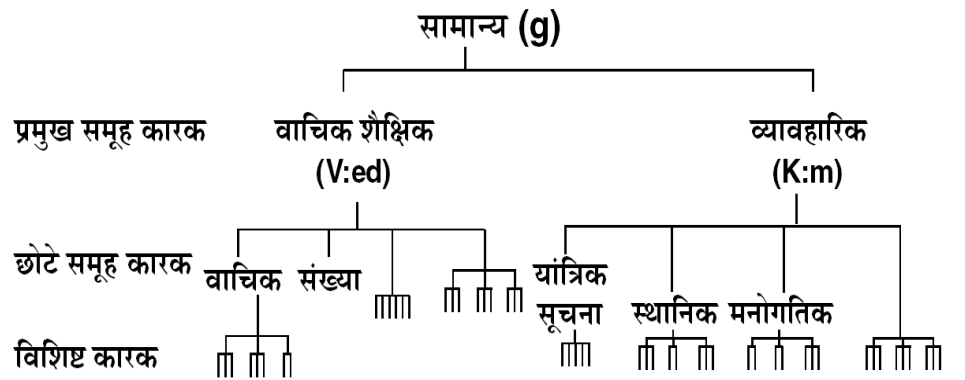 सामान्य (g)
प्रमुख समूह कारक वाचिक शैक्षिक व्यावहारिक
(V:ed) (K:m)
छोटे समूह कारक वाचिक संख्या यांत्रिक
सूचना स्थानिक मनोगतिक
विशिष्ट कारक